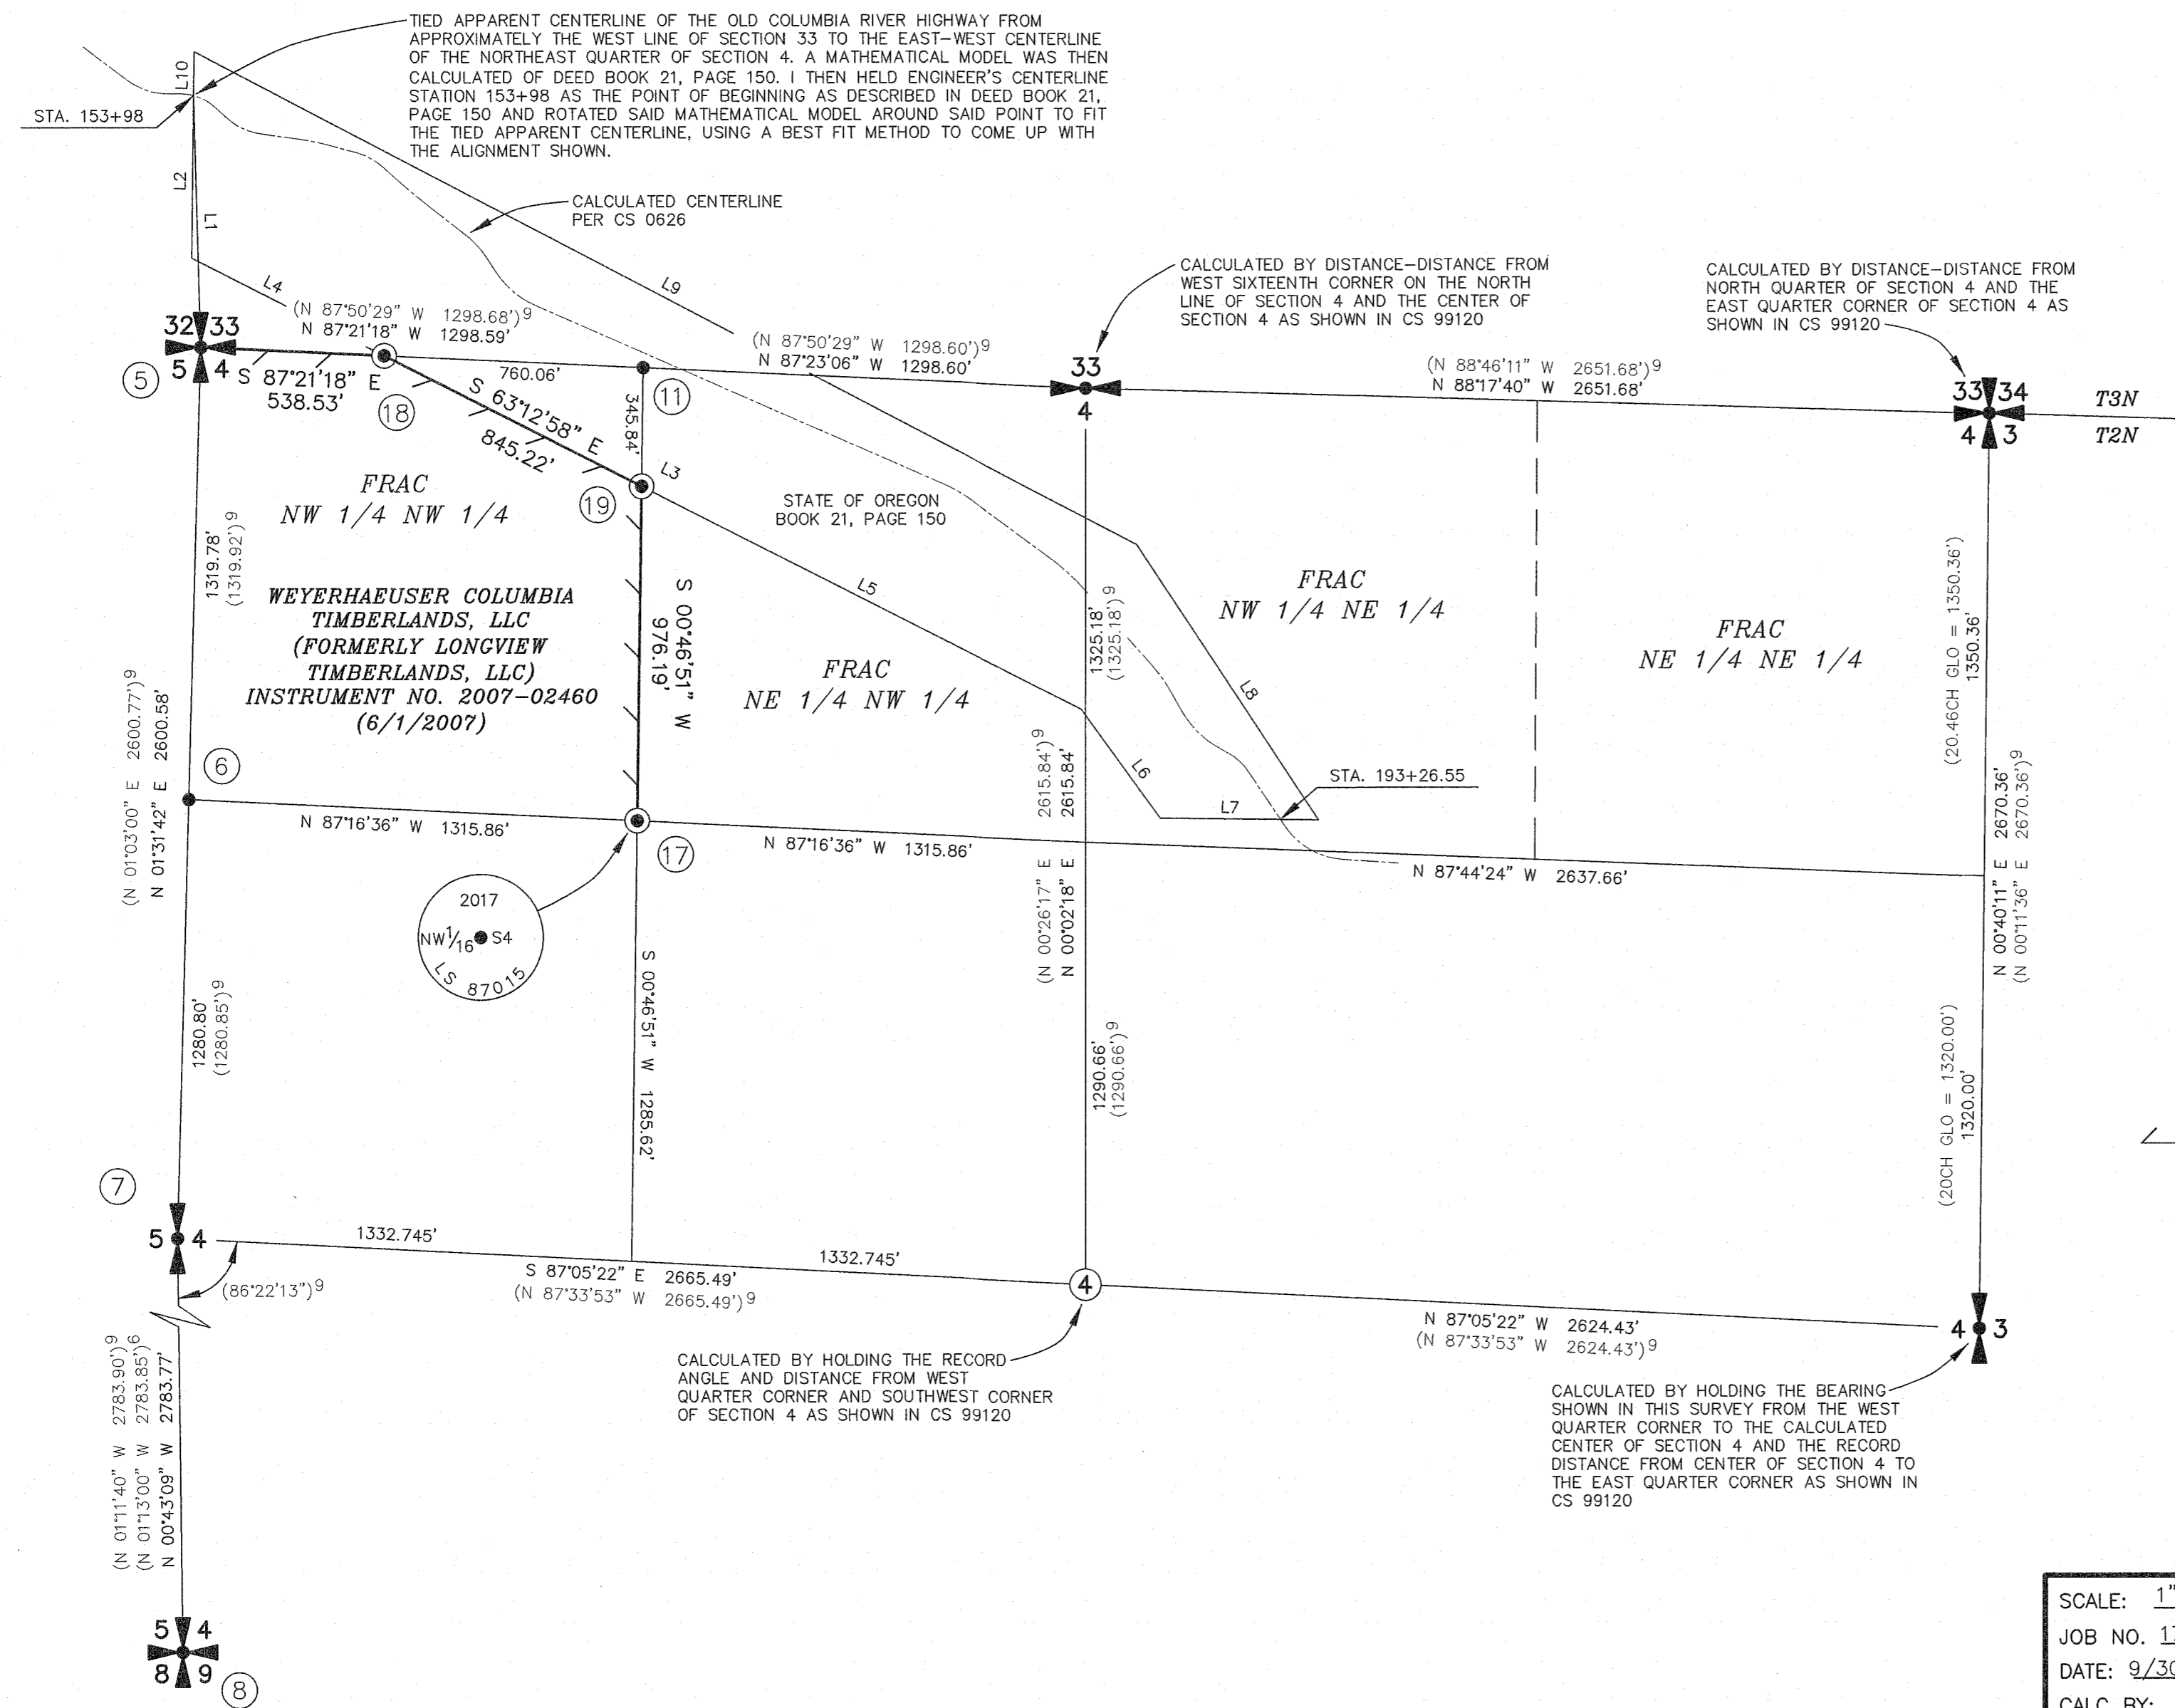 TIED APPARENT CENTERLINE OF THE OLD COLUMBIA RIVER HIGHWAY FROM
APPROXIMATELY THE WEST LINE OF SECTION 33 TO THE EAST-WEST CENTERLINE
OF THE NORTHEAST QUARTER OF SECTION 4. A MATHEMATICAL MODEL WAS THEN
CALCULATED OF DEED BOOK 21, PAGE 150. I THEN HELD ENGINEER'S CENTERLINE
STATION 153+98 AS THE POINT OF BEGINNING AS DESCRIBED IN DEED BOOK 21,
PAGE 150 AND ROTATED SAID MATHEMATICAL MODEL AROUND SAID POINT TO FIT
THE TIED APPARENT CENTERLINE, USING A BEST FIT METHOD TO COME UP WITH
THE ALIGNMENT SHOWN.
L10
STA. 153+98
L2
L1
CALCULATED CENTERLINE
PER CS 0626
L4
L9
(N 87°50'29" W 1298.68')9
N 87°21'18" W 1298.59'
CALCULATED BY DISTANCE-DISTANCE FROM
WEST SIXTEENTH CORNER ON THE NORTH
LINE OF SECTION 4 AND THE CENTER OF
SECTION 4 AS SHOWN IN CS 99120
CALCULATED BY DISTANCE-DISTANCE FROM
NORTH QUARTER OF SECTION 4 AND THE
EAST QUARTER CORNER OF SECTION 4 AS
SHOWN IN CS 99120
32 33
5 4
5
S 87°21'18" E
538.53'
18
760.06'
11
(N 87°50'29" W 1298.60')9
N 87°23'06" W 1298.60'
33
4
(N 88°46'11" W 2651.68')9
N 88°17'40" W 2651.68'
33 34
4 3
T3N
T2N
S 63°12'58" E
845.22'
345.84'
L3
19
FRAC
NW 1/4 NW 1/4
STATE OF OREGON
BOOK 21, PAGE 150
1319.78'
(1319.92')9
WEYERHAEUSER COLUMBIA
TIMBERLANDS, LLC
(FORMERLY LONGVIEW
TIMBERLANDS, LLC)
INSTRUMENT NO. 2007-02460
(6/1/2007)
S 00°46'51" W
976.19'
L5
FRAC
NE 1/4 NW 1/4
1325.18'
(1325.18')9
FRAC
NW 1/4 NE 1/4
FRAC
NE 1/4 NE 1/4
(20.46CH GLO = 1350.36')
1350.36'
L8
L6
L7
STA. 193+26.55
(N 01°03'00" E 2600.77')9
N 01°31'42" E 2600.58'
6
N 87°16'36" W 1315.86'
17
N 87°16'36" W 1315.86'
N 87°44'24" W 2637.66'
(N 00°26'17" E 2615.84')9
N 00°02'18" E 2615.84'
N 00°40'11" E 2670.36'
(N 00°11'36" E 2670.36')9
2017
NW 1/16 S4
LS 87015
1280.80'
(1280.85')9
S 00°46'51" W 1285.62'
1290.66'
(1290.66')9
(20CH GLO = 1320.00')
1320.00'
7
5 4
1332.745'
1332.745'
S 87°05'22" E 2665.49'
(N 87°33'53" W 2665.49')9
4
(86°22'13")9
N 87°05'22" W 2624.43'
(N 87°33'53" W 2624.43')9
4 3
CALCULATED BY HOLDING THE RECORD
ANGLE AND DISTANCE FROM WEST
QUARTER CORNER AND SOUTHWEST CORNER
OF SECTION 4 AS SHOWN IN CS 99120
CALCULATED BY HOLDING THE BEARING
SHOWN IN THIS SURVEY FROM THE WEST
QUARTER CORNER TO THE CALCULATED
CENTER OF SECTION 4 AND THE RECORD
DISTANCE FROM CENTER OF SECTION 4 TO
THE EAST QUARTER CORNER AS SHOWN IN
CS 99120
(N 01°11'40" W 2783.90')9
(N 01°13'00" W 2783.85')6
N 00°43'09" W 2783.77'
5 4
8 9
8
SCALE: 1"
JOB NO.
DATE: 9/30
CALC BY: